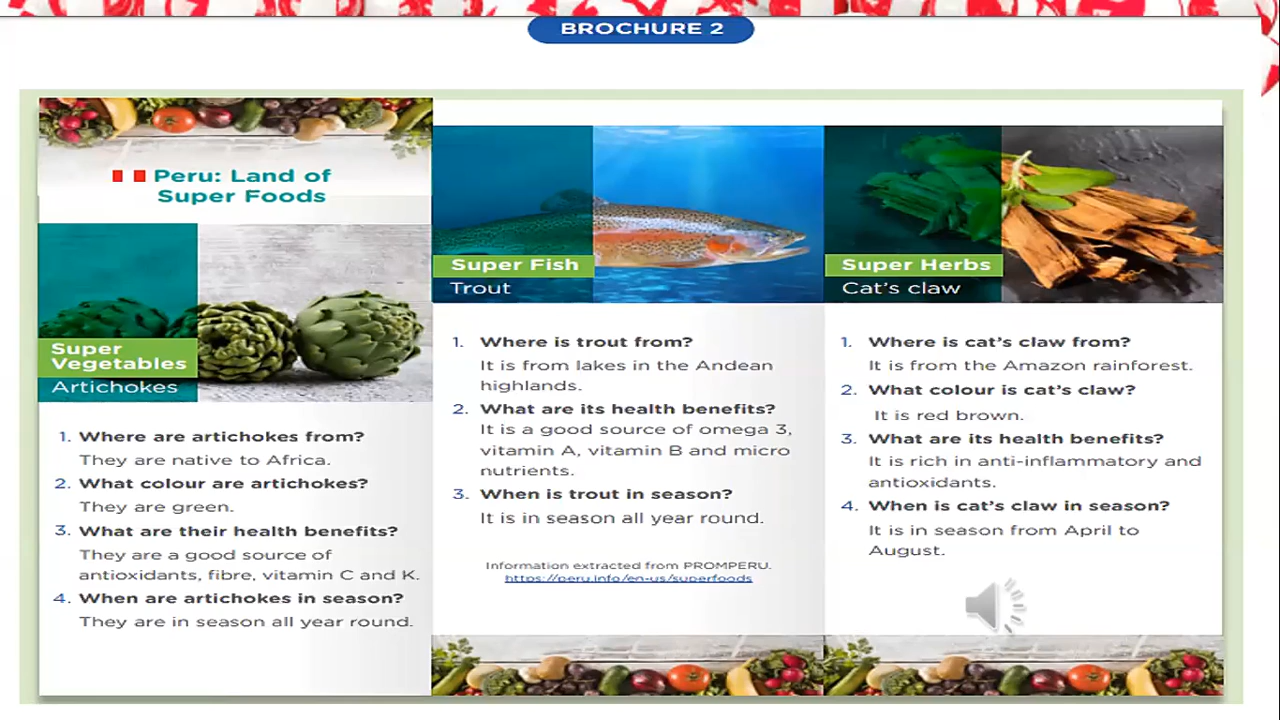 BROCHURE 2
Peru: Land of
Super Foods
Super
Vegetables
Artichokes
1. Where are artichokes from?
They are native to Africa.
2. What colour are artichokes?
They are green.
3. What are their health benefits?
They are a good source of
antioxidants, fibre, vitamin C and K.
4. When are artichokes in season?
They are in season all year round.
Super Fish
Trout
1. Where is trout from?
It is from lakes in the Andean
highlands.
2. What are its health benefits?
It is a good source of omega 3,
vitamin A, vitamin B and micro
nutrients.
3. When is trout in season?
It is in season all year round.
Information extracted from PROMPERU.
https://peru.info/en-us/superfoods
Super Herbs
Cat's claw
1. Where is cat's claw from?
It is from the Amazon rainforest.
2. What colour is cat's claw?
It is red brown.
3. What are its health benefits?
It is rich in anti-inflammatory and
antioxidants.
4. When is cat's claw in season?
It is in season from April to
August.